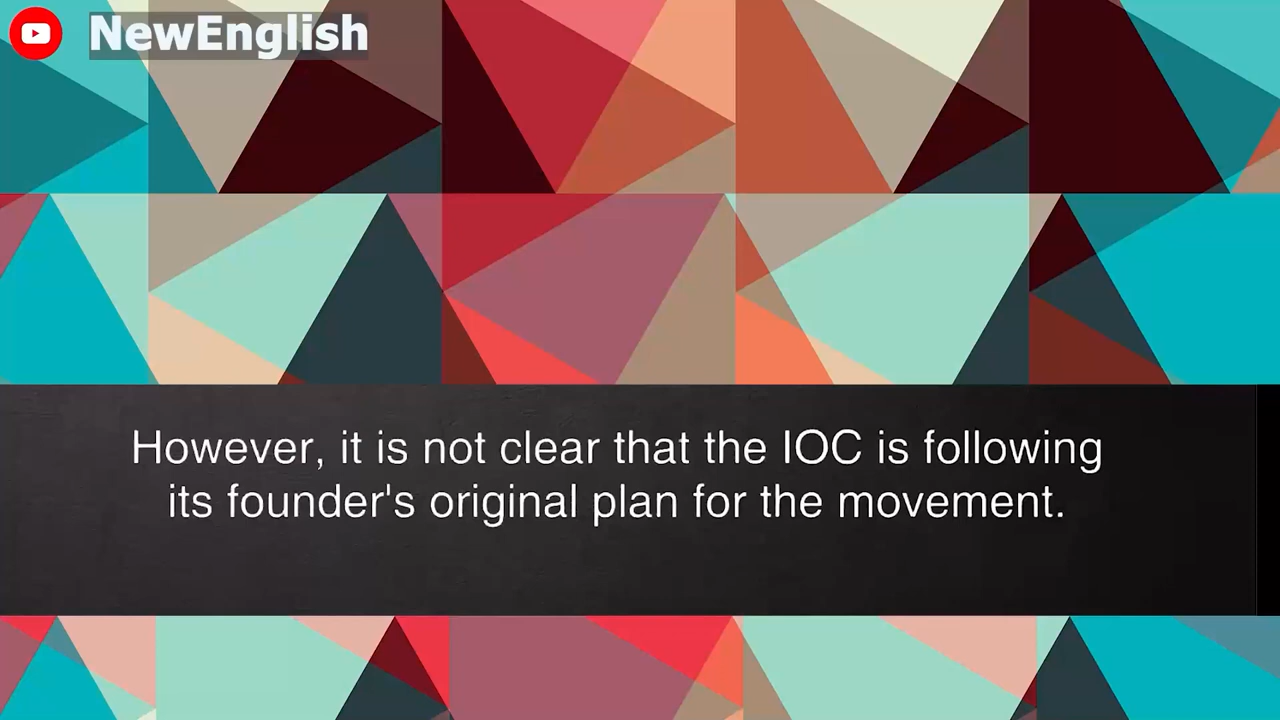 NewEnglish
However, it is not clear that the IOC is following
its founder's original plan for the movement.